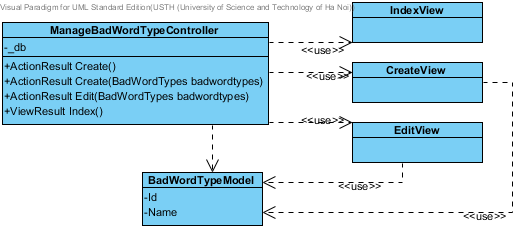 Visual Paradigm for UML Standard Edition(USTH (University of Science and Technology of Ha Noi)
ManageBadWordTypeController
-_db
+ActionResult Create()
+ActionResult Create(BadWordTypes badwordtypes)
+ActionResult Edit(BadWordTypes badwordtypes)
+ViewResult Index()
IndexView
<<use>>
CreateView
<<use>>
EditView
<<use>>
BadWordTypeModel
-Id
-Name
<<use>>
<<use>>